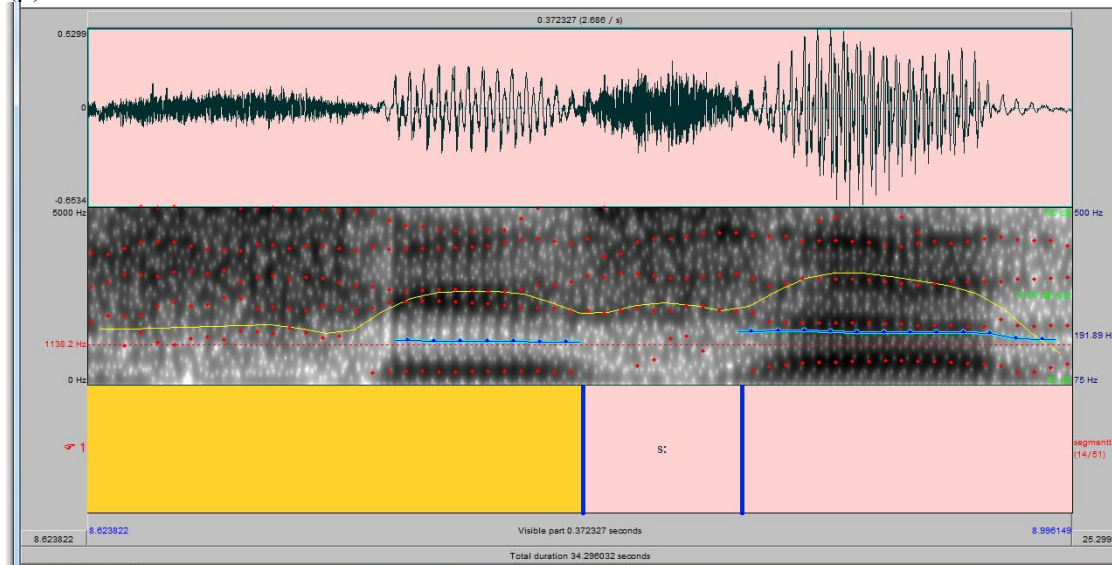 0.372327 (2.686 / s)
0.5299
0
-0.6534
5000 Hz
500 Hz
1138.2 Hz
191.89 Hz
0 Hz
75 Hz
1
s:
segmentt
(14/51)
8.623822
8.623822
Visible part 0.372327 seconds
8.996149
25.299
Total duration 34.296032 seconds